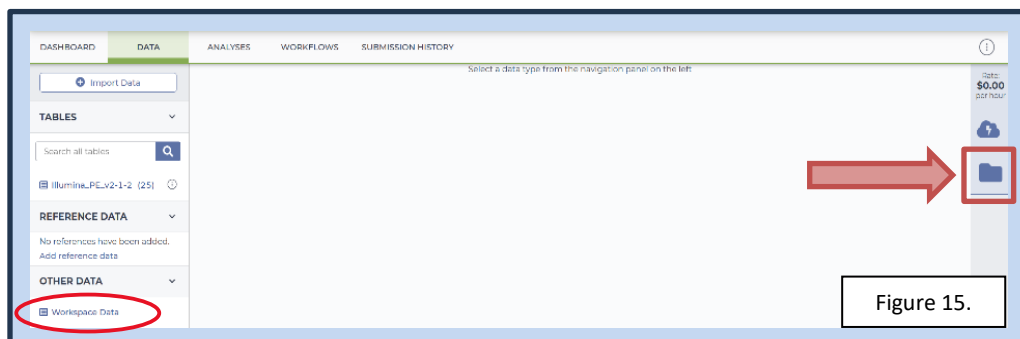 DASHBOARD DATA ANALYSES WORKFLOWS SUBMISSION HISTORY
Select a data type from the navigation panel on the left
Import Data
Rate:
$0.00
per hour
TABLES
Search all tables
Illumina_PE_v2-1-2 (25)
REFERENCE DATA
No references have been added.
Add reference data
OTHER DATA
Workspace Data
Figure 15.